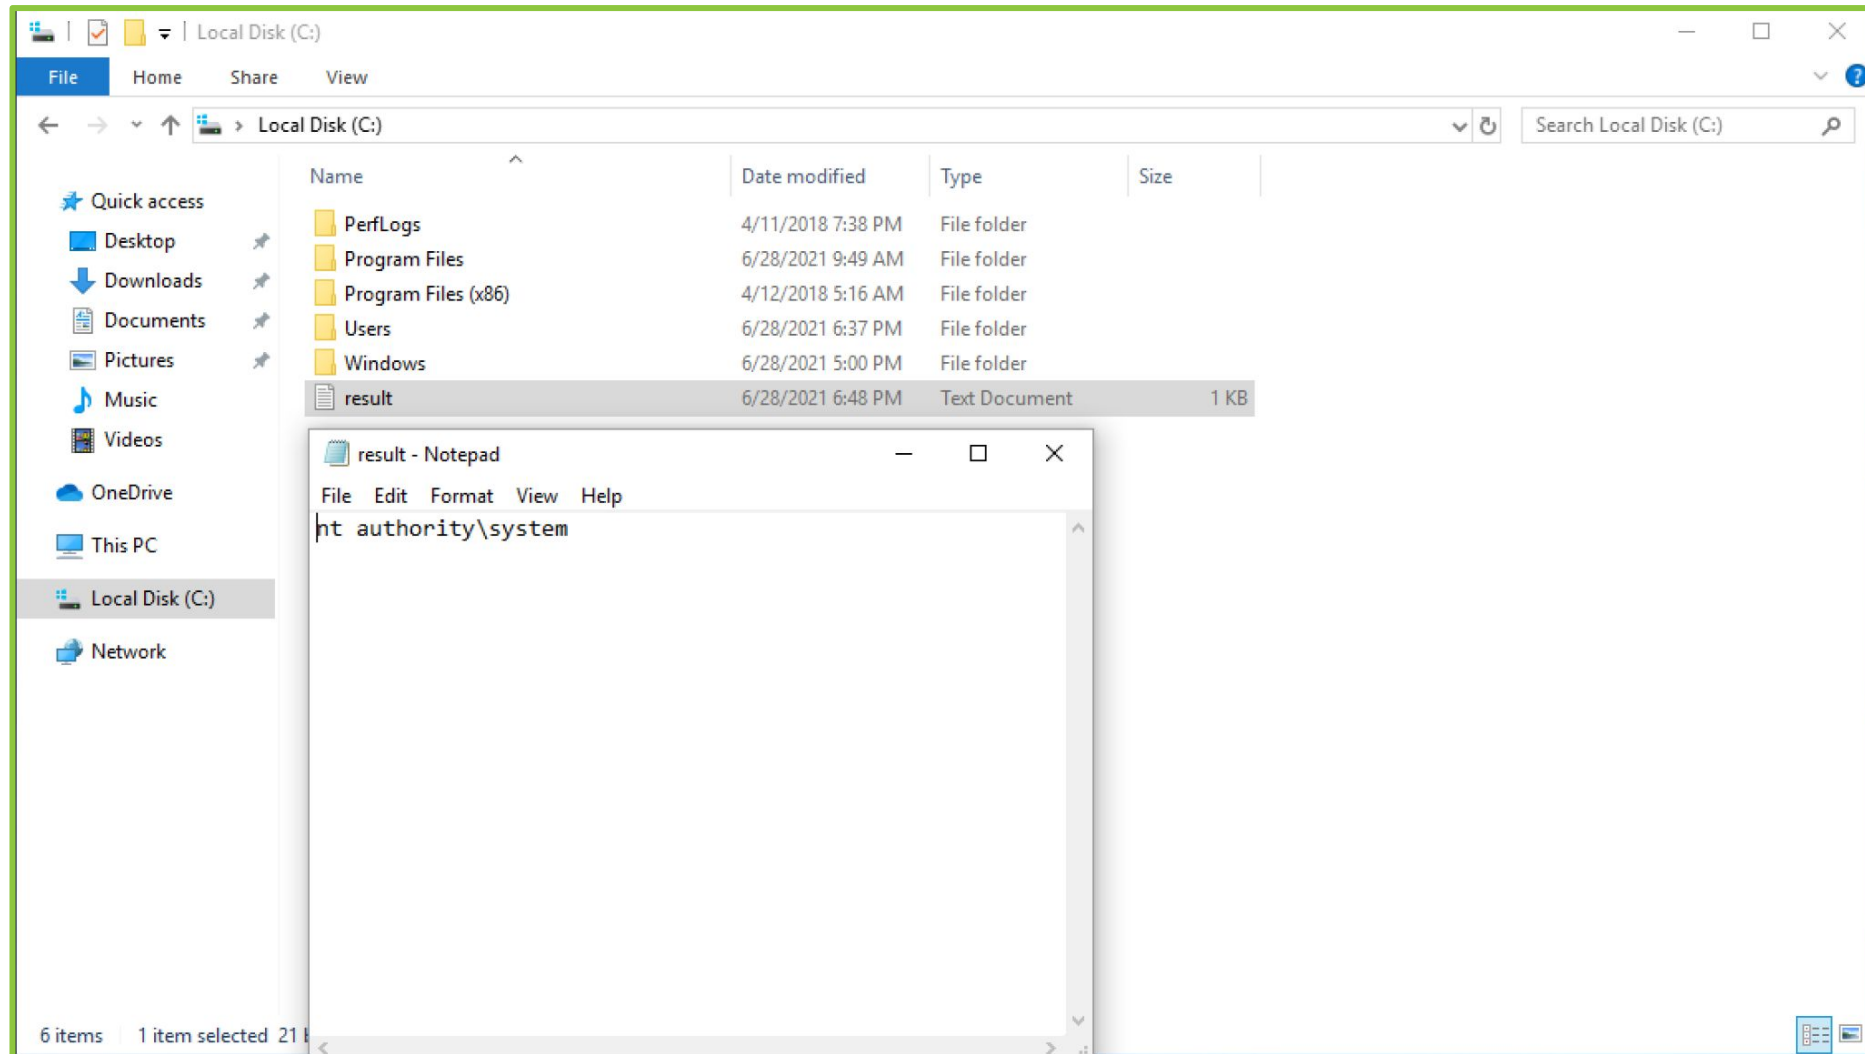 Local Disk (C:)
File Home Share View
Local Disk (C:) Search Local Disk (C:)
Name Date modified Type Size
Quick access
Desktop
Downloads
Documents
Pictures
Music
Videos
OneDrive
This PC
Local Disk (C:)
Network
PerfLogs 4/11/2018 7:38 PM File folder
Program Files 6/28/2021 9:49 AM File folder
Program Files (x86) 4/12/2018 5:16 AM File folder
Users 6/28/2021 6:37 PM File folder
Windows 6/28/2021 5:00 PM File folder
result 6/28/2021 6:48 PM Text Document 1 KB
result - Notepad
File Edit Format View Help
nt authority\system
6 items 1 item selected 21